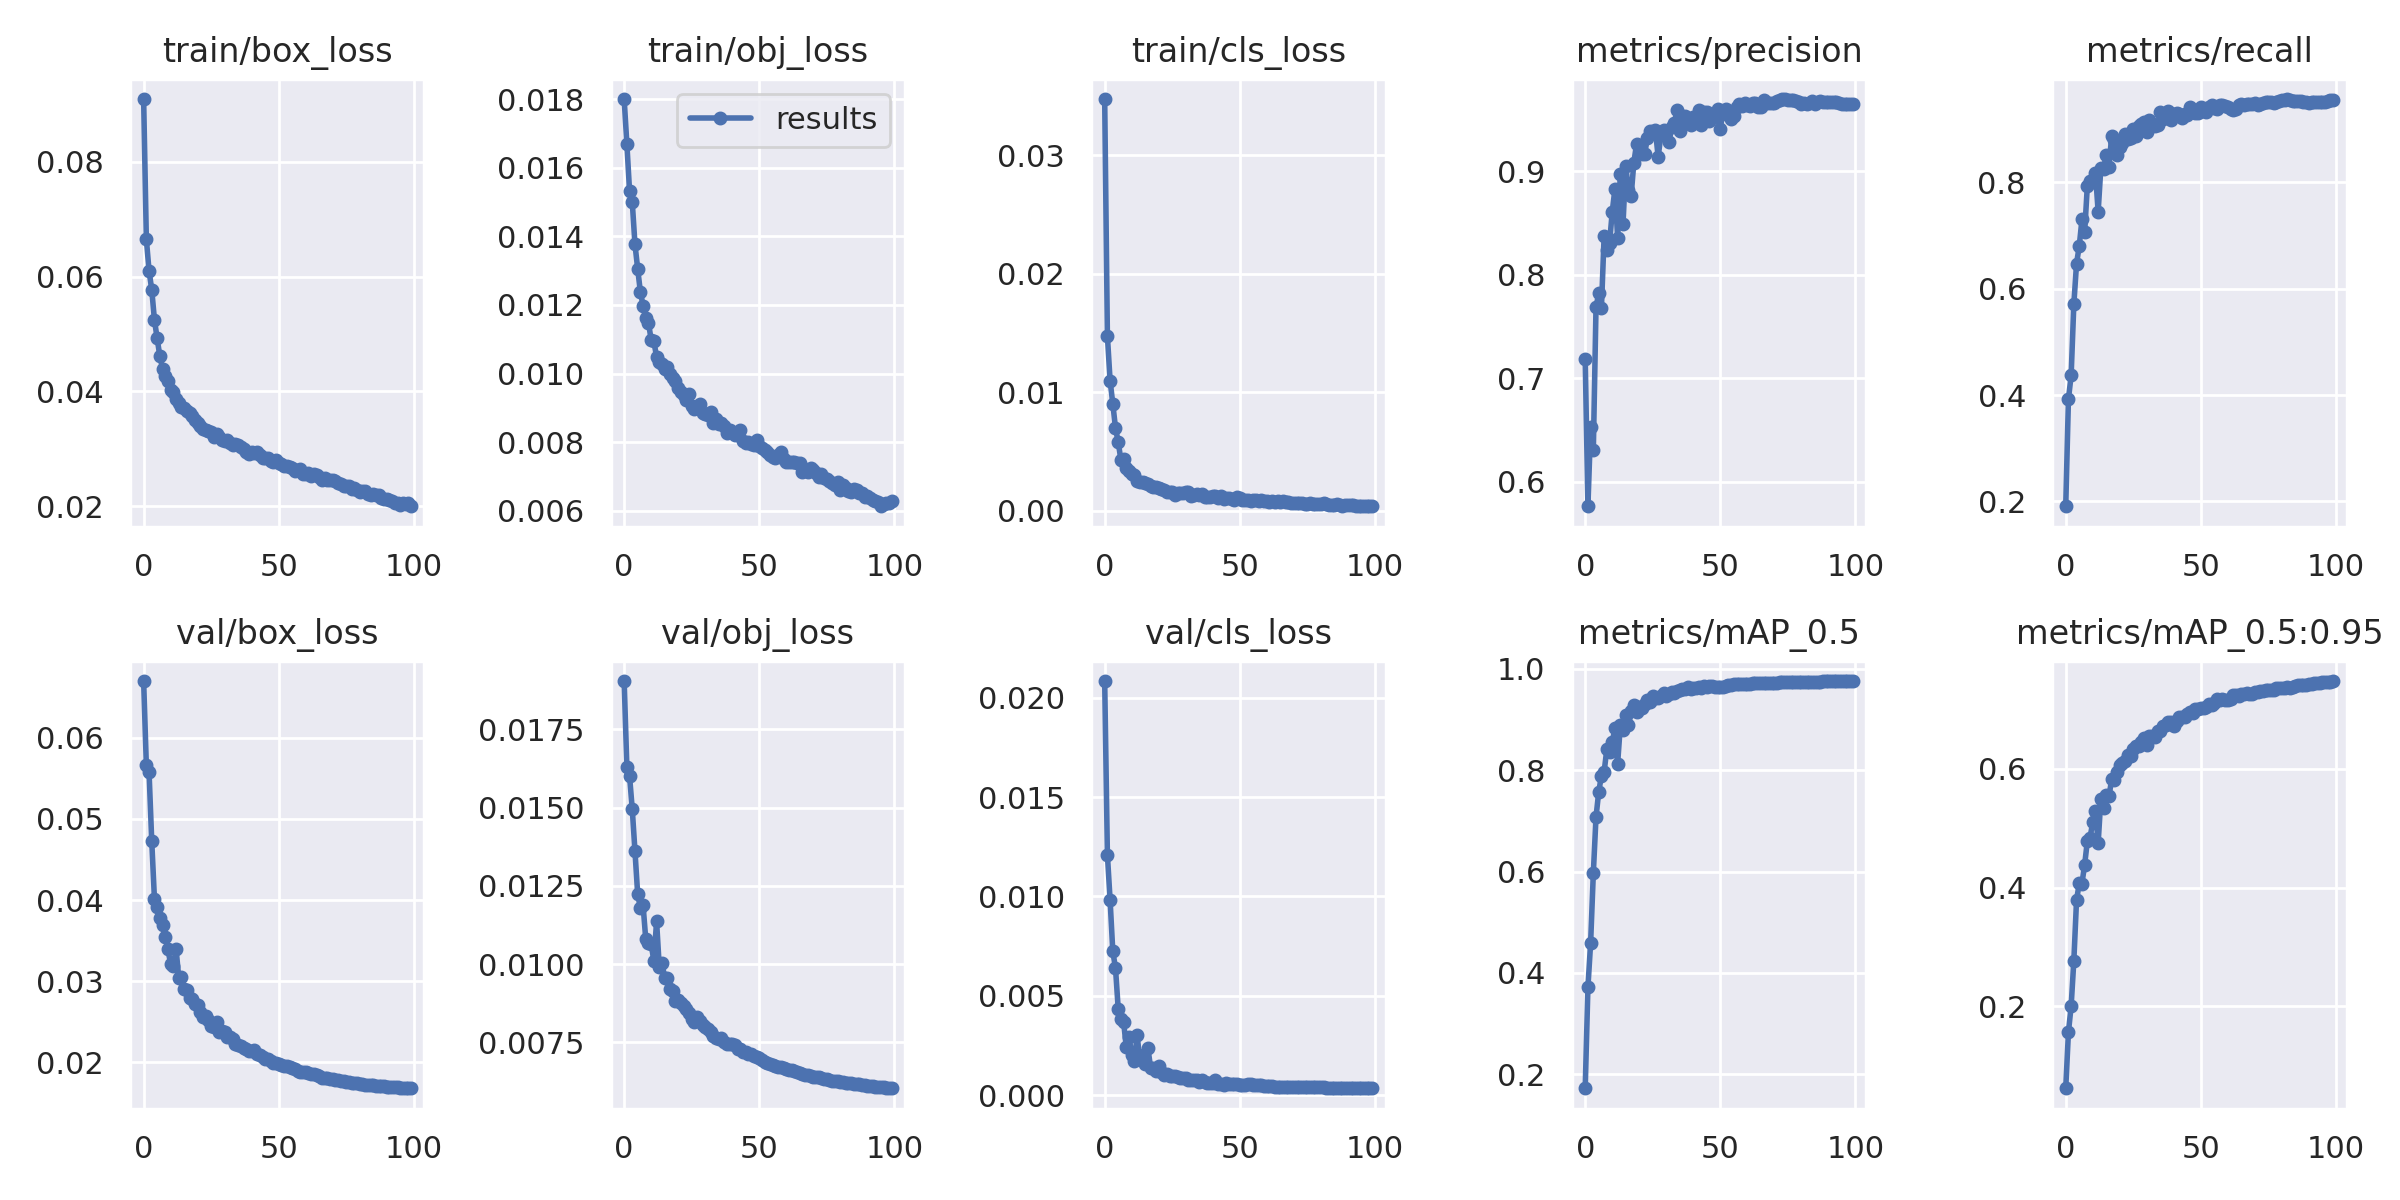 train/box_loss
0.08
0.06
0.04
0.02
0 50 100
train/obj_loss
results
0.018
0.016
0.014
0.012
0.010
0.008
0.006
0 50 100
train/cls_loss
0.03
0.02
0.01
0.00
0 50 100
metrics/precision
0.9
0.8
0.7
0.6
0 50 100
metrics/recall
0.8
0.6
0.4
0.2
0 50 100
val/box_loss
0.06
0.05
0.04
0.03
0.02
0 50 100
val/obj_loss
0.0175
0.0150
0.0125
0.0100
0.0075
0 50 100
val/cls_loss
0.020
0.015
0.010
0.005
0.000
0 50 100
metrics/mAP_0.5
1.0
0.8
0.6
0.4
0.2
0 50 100
metrics/mAP_0.5:0.95
0.6
0.4
0.2
0 50 100